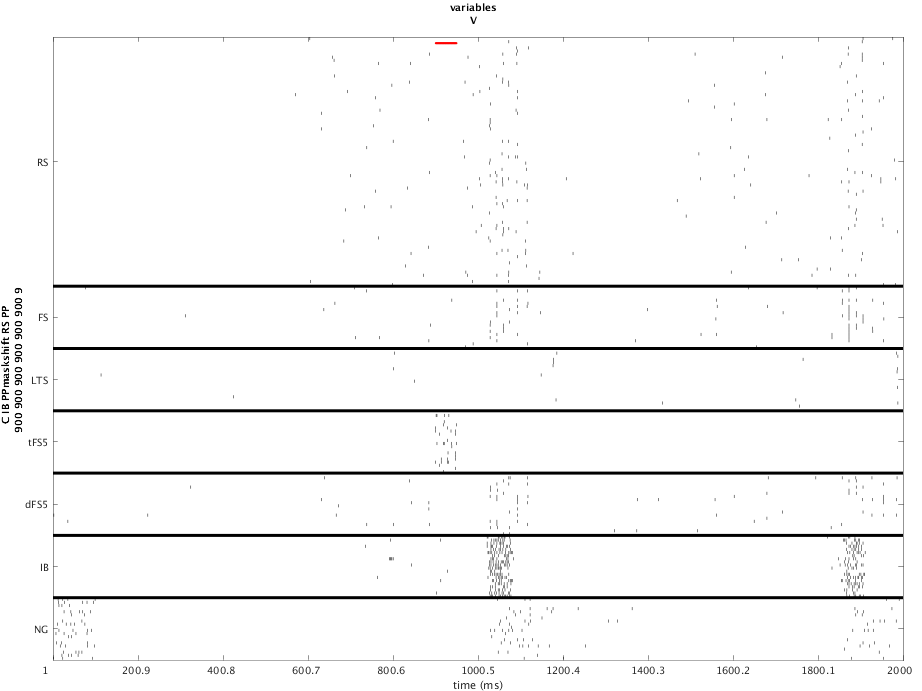 variables
V
C IB PPmaskshift RS PP
900 900 900 900 900 900 9
RS
FS
LTS
tFS5
dFS5
IB
NG
1 200.9 400.8 600.7 800.6 1000.5 1200.4 1400.3 1600.2 1800.1 2000
time (ms)